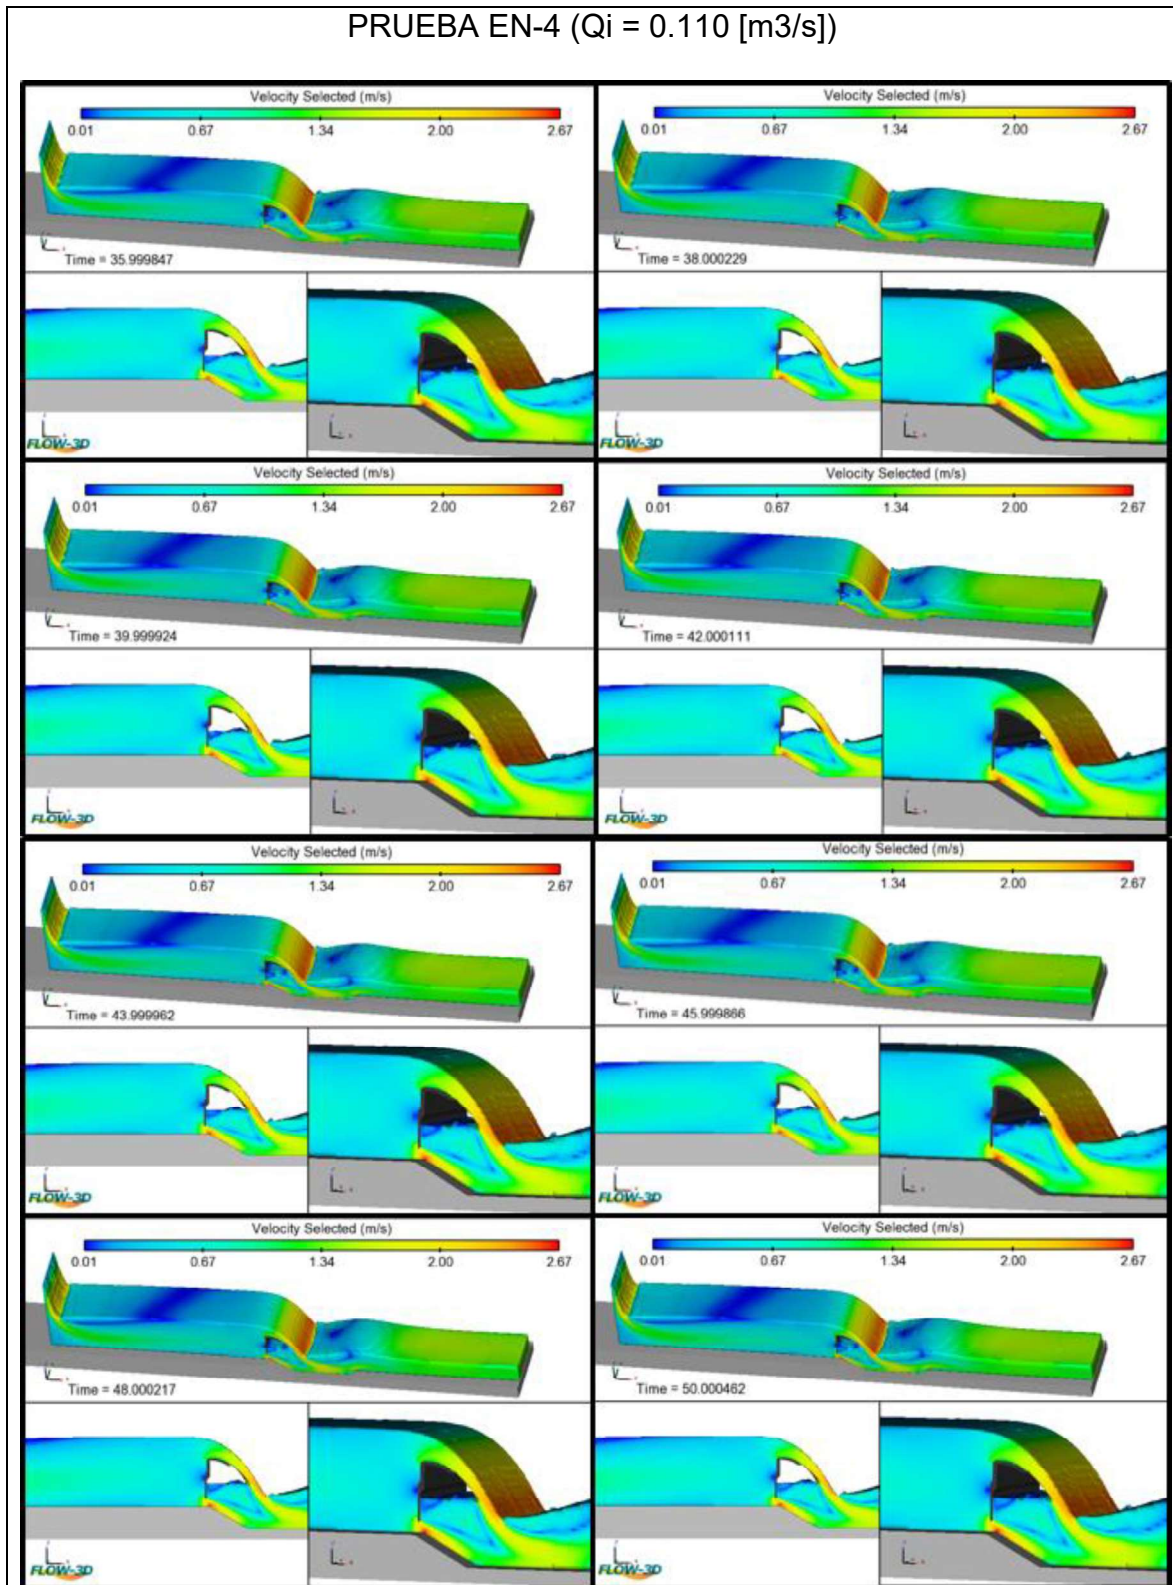 PRUEBA EN-4 (Qi = 0.110 [m3/s])
Velocity Selected (m/s)
0.01 0.67 1.34 2.00 2.67
Time = 35.999847
FLOW-3D
Velocity Selected (m/s)
0.01 0.67 1.34 2.00 2.67
Time = 38.000229
FLOW-3D
Velocity Selected (m/s)
0.01 0.67 1.34 2.00 2.67
Time = 39.999924
FLOW-3D
Velocity Selected (m/s)
0.01 0.67 1.34 2.00 2.67
Time = 42.000111
FLOW-3D
Velocity Selected (m/s)
0.01 0.67 1.34 2.00 2.67
Time = 43.999962
FLOW-3D
Velocity Selected (m/s)
0.01 0.67 1.34 2.00 2.67
Time = 45.999866
FLOW-3D
Velocity Selected (m/s)
0.01 0.67 1.34 2.00 2.67
Time = 48.000217
FLOW-3D
Velocity Selected (m/s)
0.01 0.67 1.34 2.00 2.67
Time = 50.000462
FLOW-3D